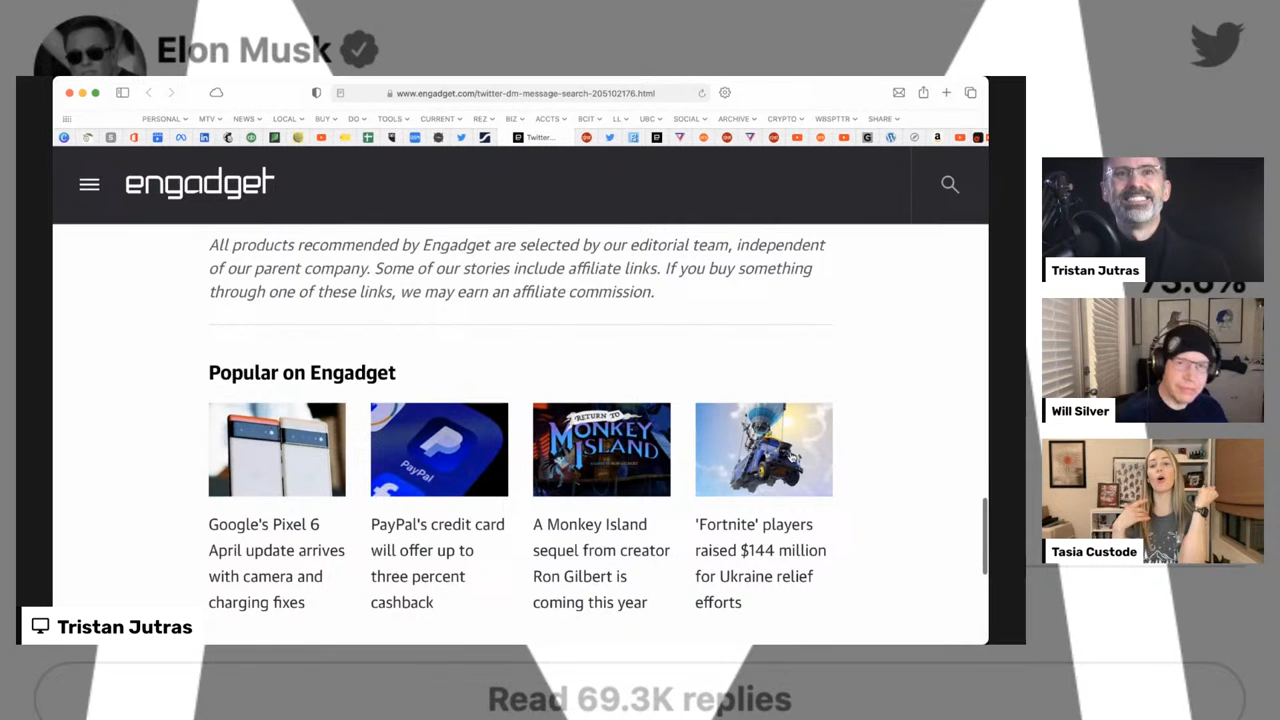 Elon Musk
www.engadget.com/twitter-dm-message-search-205102176.html
PERSONAL MTV NEWS LOCAL BUY DO TOOLS CURRENT REZ BIZ ACCTS BCIT LL UBC SOCIAL ARCHIVE CRYPTO WBSPTTR SHARE
Twitter...
engadget
All products recommended by Engadget are selected by our editorial team, independent
of our parent company. Some of our stories include affiliate links. If you buy something
through one of these links, we may earn an affiliate commission.
Popular on Engadget
PayPal
RETURN TO
MONKEY
ISLAND
Google's Pixel 6
April update arrives
with camera and
charging fixes
PayPal's credit card
will offer up to
three percent
cashback
A Monkey Island
sequel from creator
Ron Gilbert is
coming this year
'Fortnite' players
raised $144 million
for Ukraine relief
efforts
Tristan Jutras
Tristan Jutras
73.6%
Will Silver
Tasia Custode
Read 69.3K replies